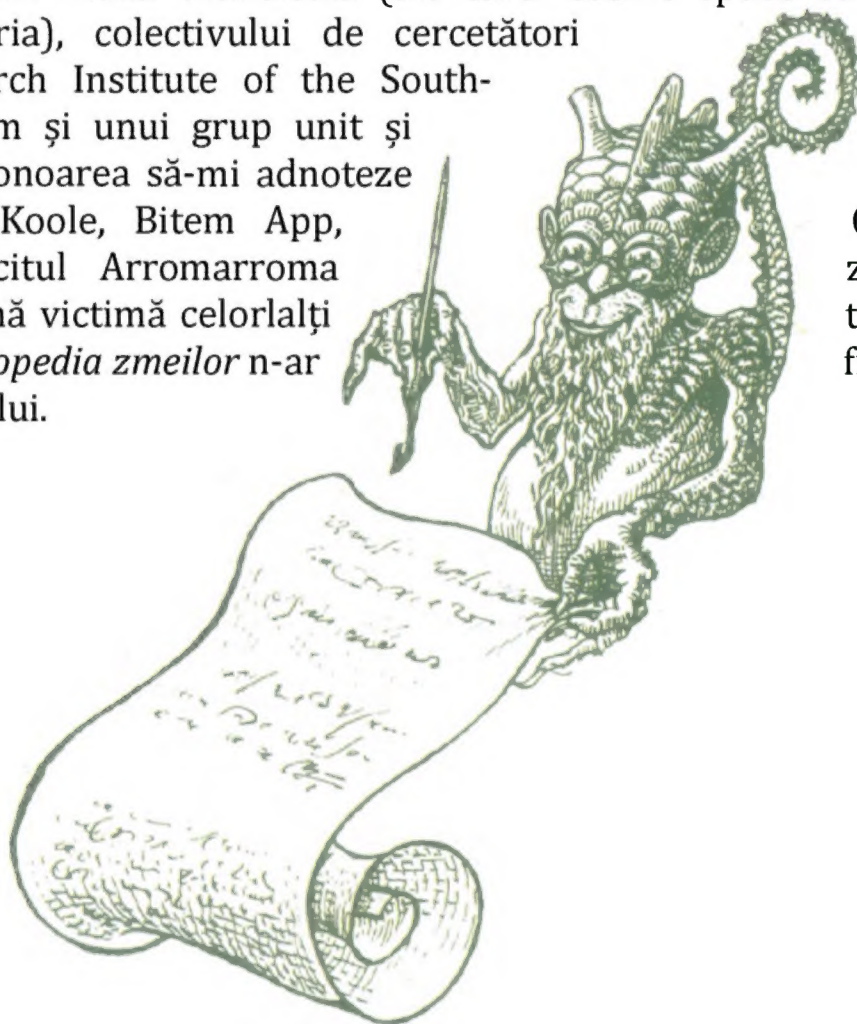 ria), colectivului de cercetători
rch Institute of the South-
m și unui grup unit și
onoarea să-mi adnoteze
Koole, Bitem App,
citul Arromarroma
nă victimă celorlalți
opedia zmeilor n-ar
lui.
z
t